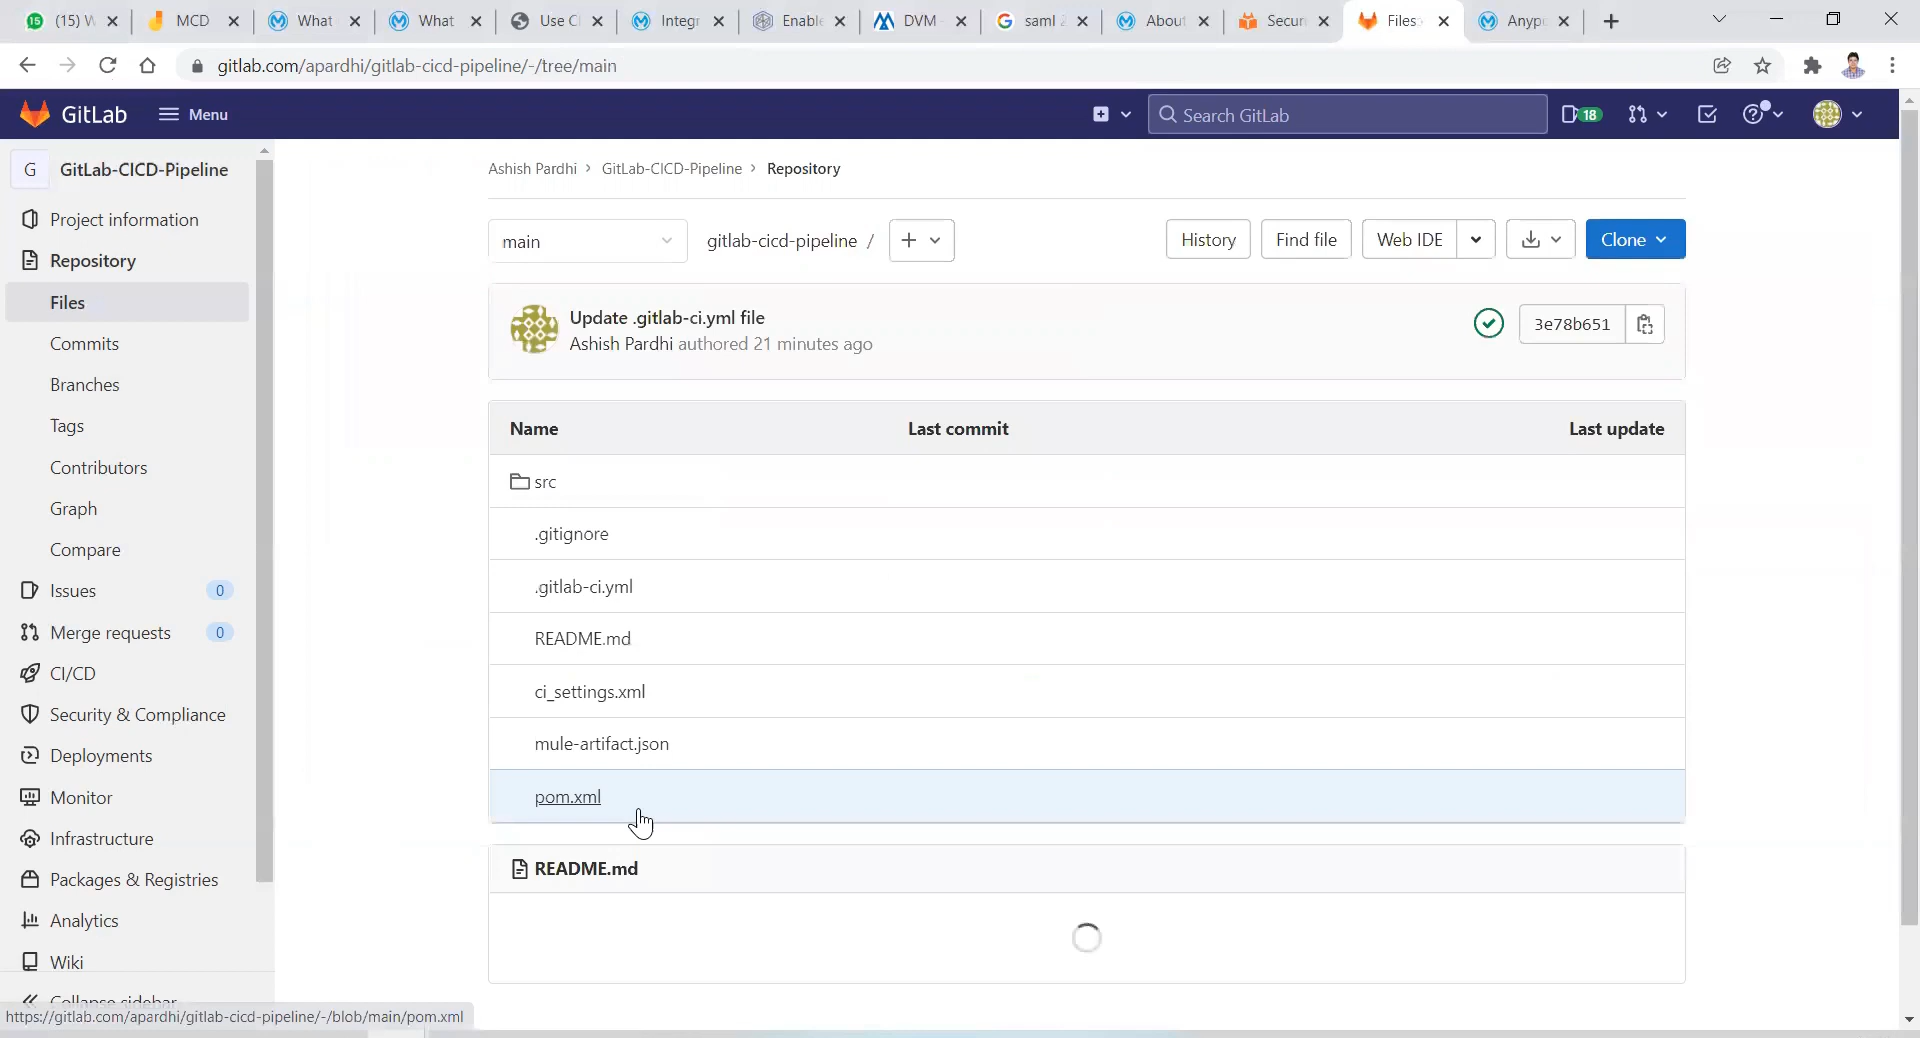 (15) W
MCD
What
What
Use C
Integr
Enable
DVM
saml 2
About
Securi
Files
Anypo
gitlab.com/apardhi/gitlab-cicd-pipeline/-/tree/main
GitLab
Menu
Search GitLab
18
G
GitLab-CICD-Pipeline
Project information
Repository
Files
Commits
Branches
Tags
Contributors
Graph
Compare
Issues
0
Merge requests
0
CI/CD
Security & Compliance
Deployments
Monitor
Infrastructure
Packages & Registries
Analytics
Wiki
Collapse sidebar
https://gitlab.com/apardhi/gitlab-cicd-pipeline/-/blob/main/pom.xml
Ashish Pardhi › GitLab-CICD-Pipeline › Repository
main
gitlab-cicd-pipeline /
History
Find file
Web IDE
Clone
Update .gitlab-ci.yml file
Ashish Pardhi authored 21 minutes ago
3e78b651
Name Last commit Last update
src
.gitignore
.gitlab-ci.yml
README.md
ci_settings.xml
mule-artifact.json
pom.xml
README.md